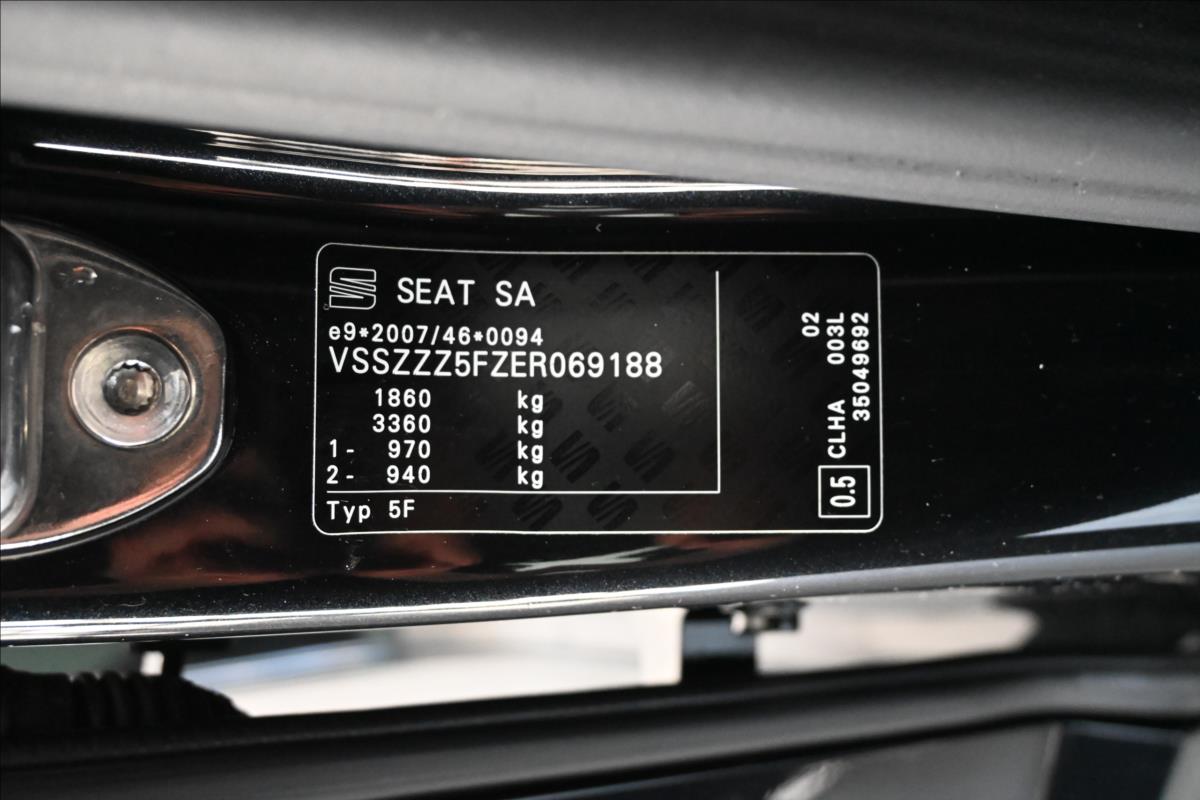 SEAT SA
e9*2007/46*0094
VSSZZZ5FZER069188
1860 kg
3360 kg
1- 970 kg
2- 940 kg
Typ 5F
02
CLHA 003L
35049692
0.5